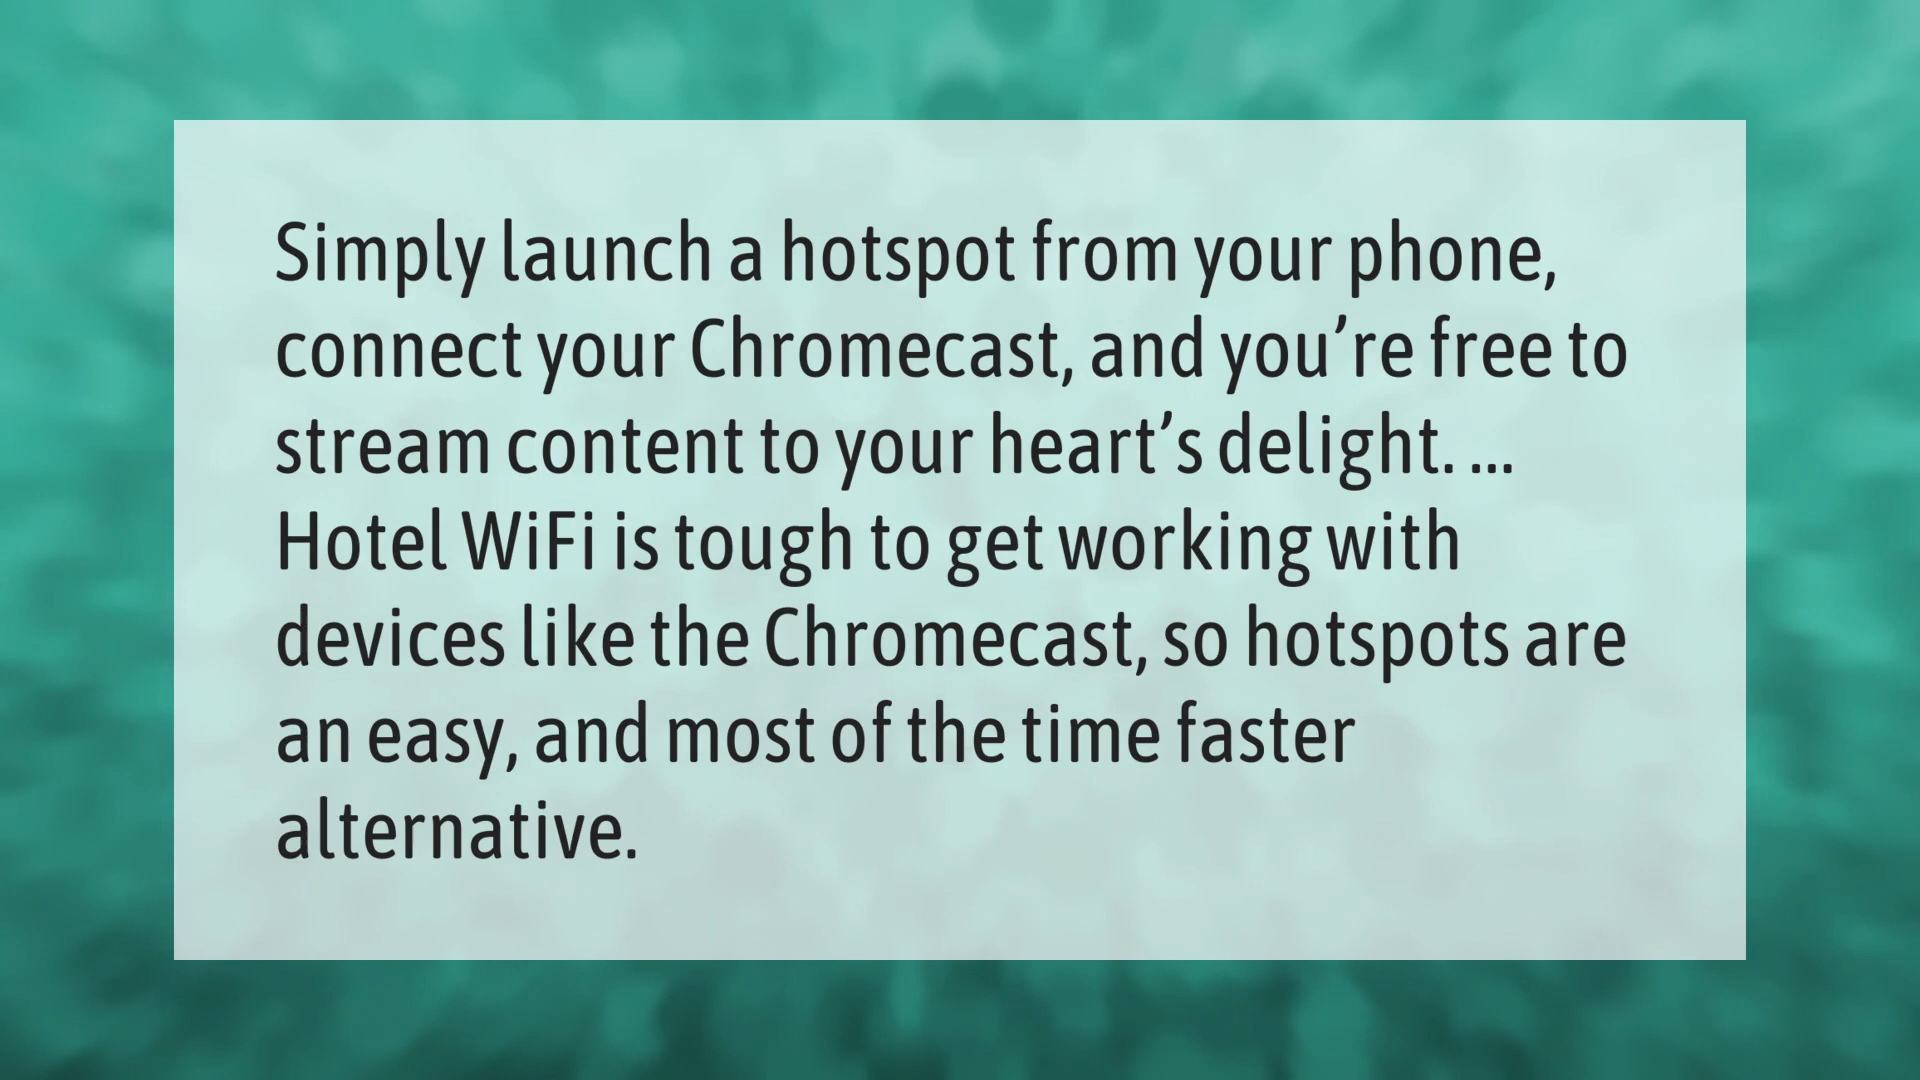 Simply launch a hotspot from your phone,
connect your Chromecast, and you’re free to
stream content to your heart’s delight. ...
Hotel WiFi is tough to get working with
devices like the Chromecast, so hotspots are
an easy, and most of the time faster
alternative.